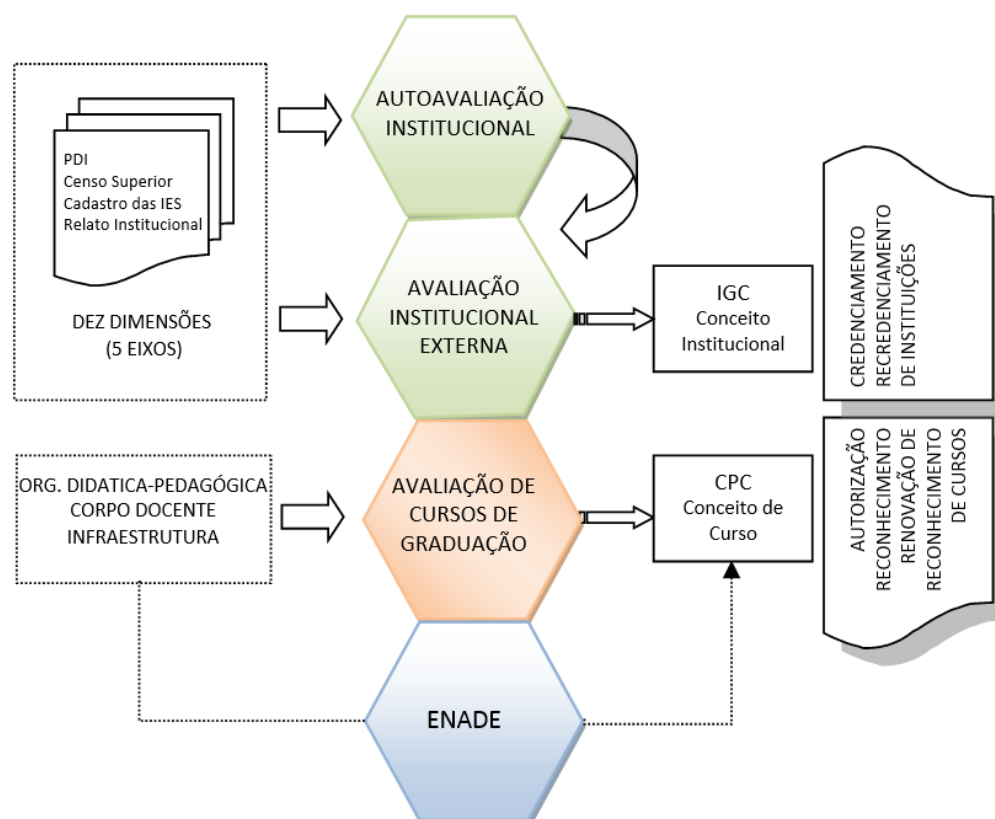 AUTOAVALIAÇÃO
INSTITUCIONAL
PDI
Censo Superior
Cadastro das IES
Relato Institucional
DEZ DIMENSÕES
(5 EIXOS)
AVALIAÇÃO
INSTITUCIONAL
EXTERNA
IGC
Conceito
Institucional
CREDENCIAMENTO
RECREDENCIAMENTO
DE INSTITUIÇÕES
ORG. DIDATICA-PEDAGÓGICA
CORPO DOCENTE
INFRAESTRUTURA
AVALIAÇÃO DE
CURSOS DE
GRADUAÇÃO
CPC
Conceito de
Curso
AUTORIZAÇÃO
RECONHECIMENTO
RENOVAÇÃO DE
RECONHECIMENTO
DE CURSOS
ENADE